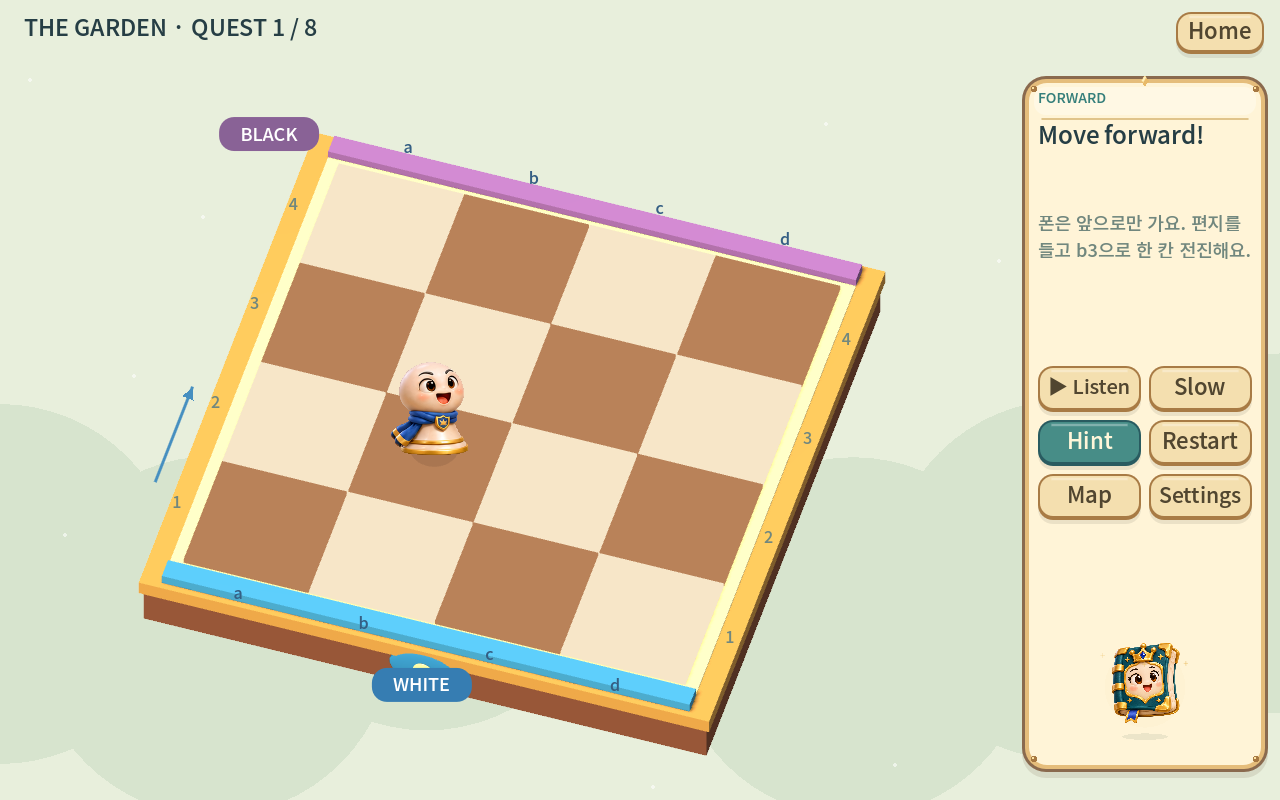 THE GARDEN · QUEST 1 / 8
Home
BLACK
a
b
c
d
4
3
2
1
4
3
2
1
a
b
c
d
WHITE
FORWARD
Move forward!
폰은 앞으로만 가요. 편지를
들고 b3으로 한 칸 전진해요.
▶ Listen
Slow
Hint
Restart
Map
Settings